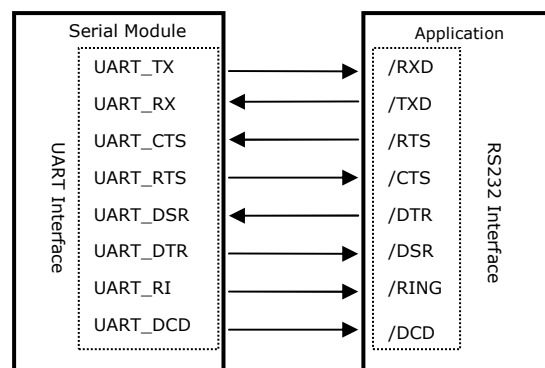 Serial Module
UART Interface
UART_TX
UART_RX
UART_CTS
UART_RTS
UART_DSR
UART_DTR
UART_RI
UART_DCD
Application
/RXD
/TXD
/RTS
/CTS
/DTR
/DSR
/RING
/DCD
RS232 Interface